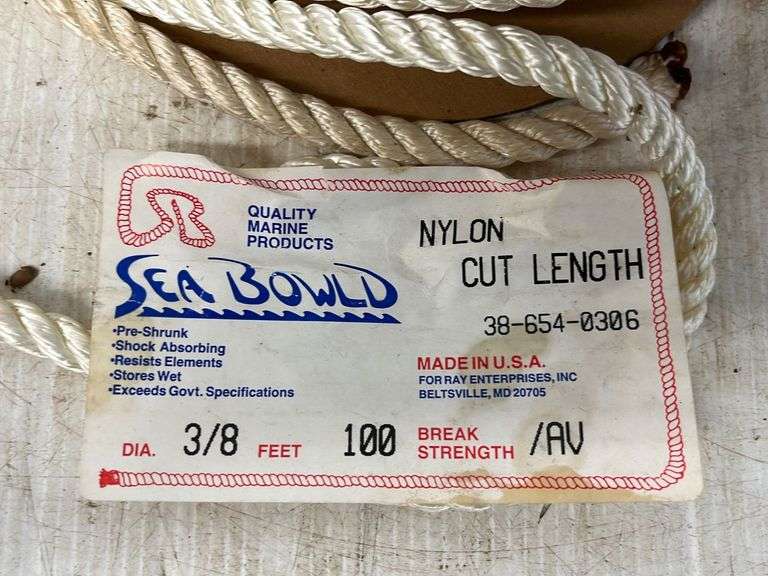 QUALITY
MARINE
PRODUCTS
SEA BOWLD
•Pre-Shrunk
•Shock Absorbing
•Resists Elements
•Stores Wet
•Exceeds Govt. Specifications
NYLON
CUT LENGTH
38-654-0306
MADE IN U.S.A.
FOR RAY ENTERPRISES, INC
BELTSVILLE, MD 20705
DIA. 3/8 FEET 100 BREAK STRENGTH /AV